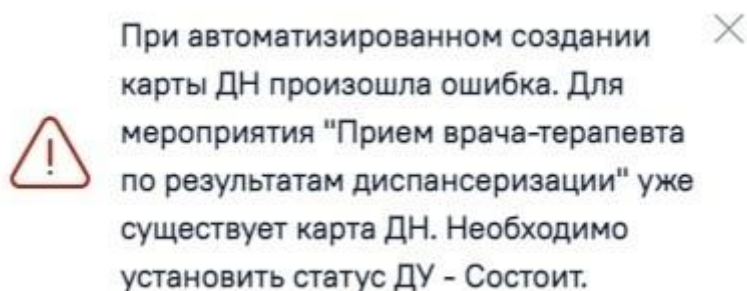 При автоматизированном создании
карты ДН произошла ошибка. Для
мероприятия "Прием врача-терапевта
по результатам диспансеризации" уже
существует карта ДН. Необходимо
установить статус ДУ - Состоит.